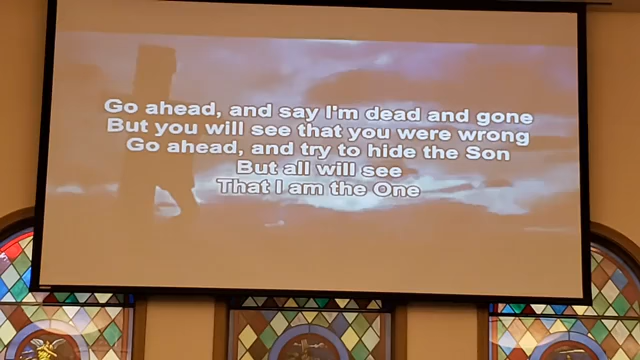 Go ahead, and say I'm dead and gone
But you will see that you were wrong
Go ahead, and try to hide the Son
But all will see
That I am the One